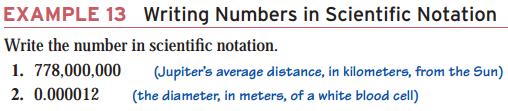 EXAMPLE 13 Writing Numbers in Scientific Notation
Write the number in scientific notation.
1. 778,000,000 (Jupiter's average distance, in kilometers, from the Sun)
2. 0.000012 (the diameter, in meters, of a white blood cell)